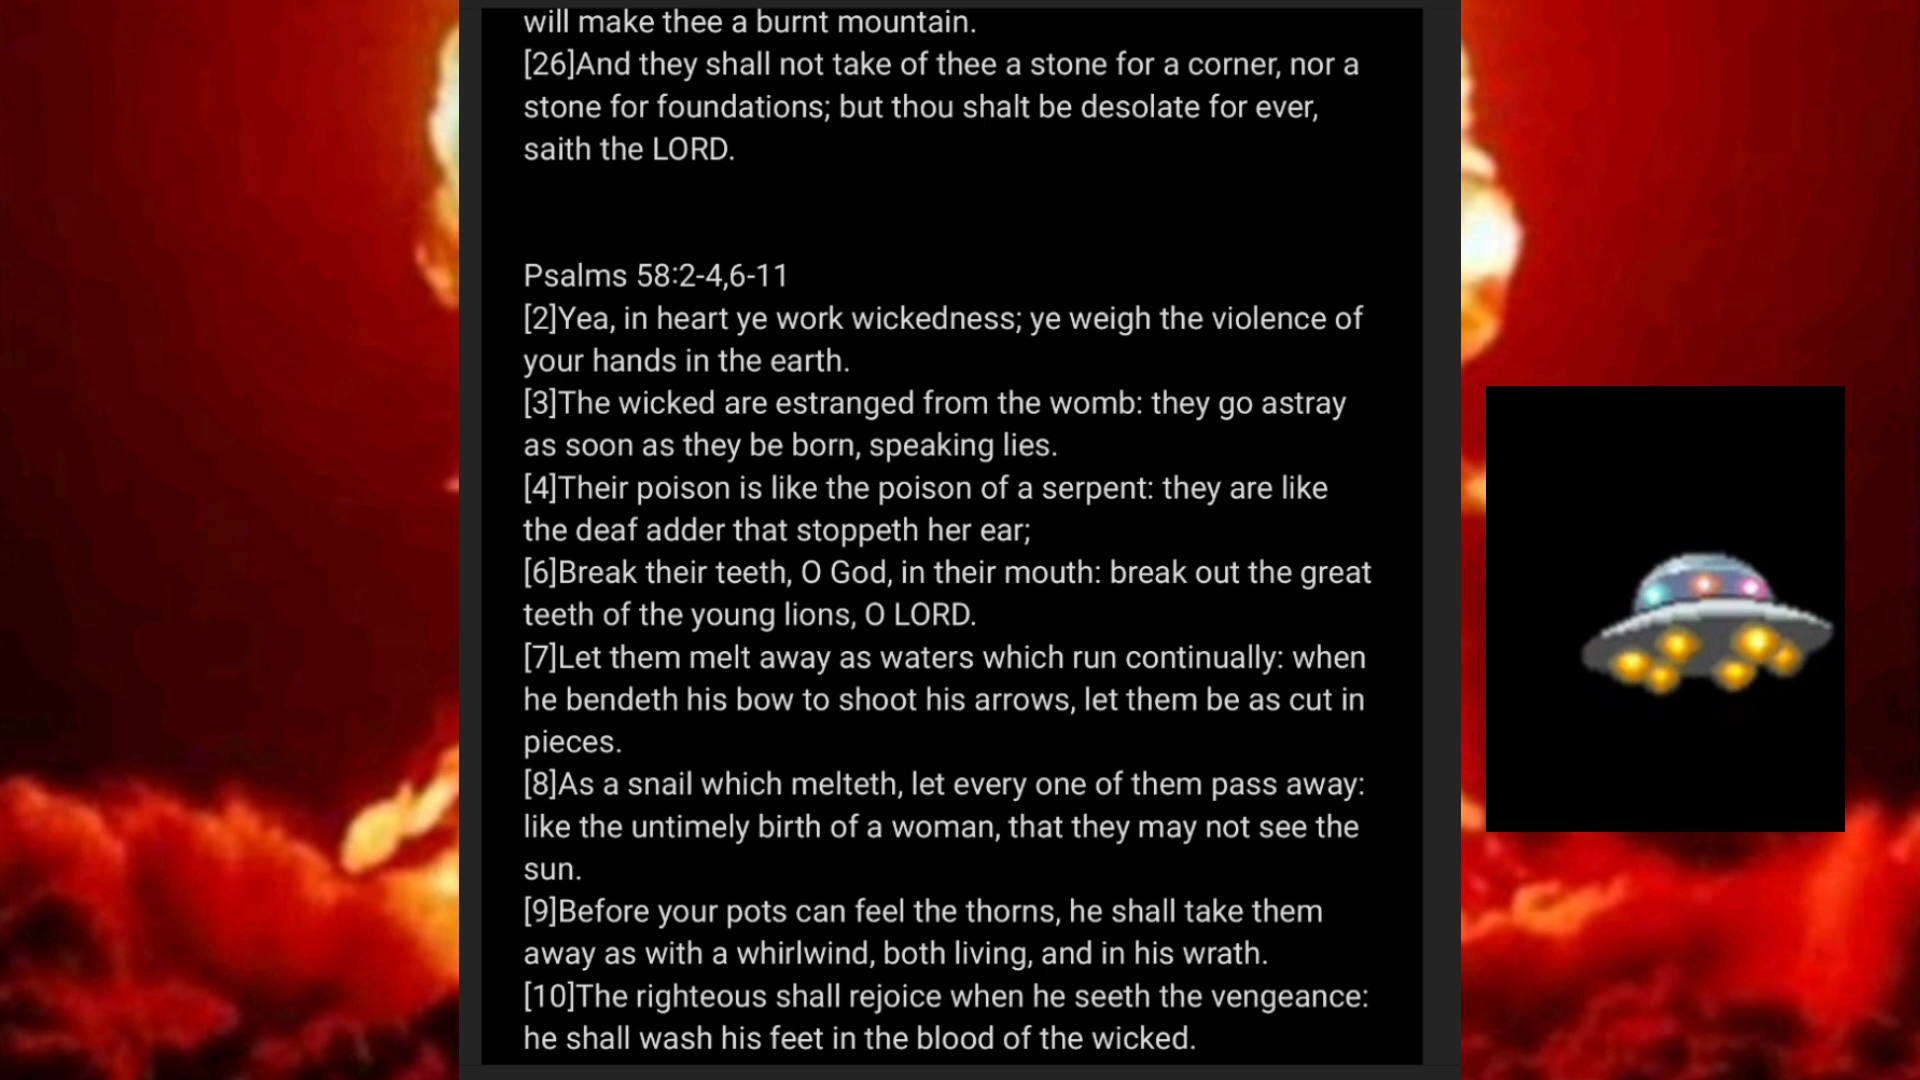 will make thee a burnt mountain.
[26]And they shall not take of thee a stone for a corner, nor a
stone for foundations; but thou shalt be desolate for ever,
saith the LORD.
Psalms 58:2-4,6-11
[2]Yea, in heart ye work wickedness; ye weigh the violence of
your hands in the earth.
[3]The wicked are estranged from the womb: they go astray
as soon as they be born, speaking lies.
[4]Their poison is like the poison of a serpent: they are like
the deaf adder that stoppeth her ear;
[6]Break their teeth, O God, in their mouth: break out the great
teeth of the young lions, O LORD.
[7]Let them melt away as waters which run continually: when
he bendeth his bow to shoot his arrows, let them be as cut in
pieces.
[8]As a snail which melteth, let every one of them pass away:
like the untimely birth of a woman, that they may not see the
sun.
[9]Before your pots can feel the thorns, he shall take them
away as with a whirlwind, both living, and in his wrath.
[10]The righteous shall rejoice when he seeth the vengeance:
he shall wash his feet in the blood of the wicked.